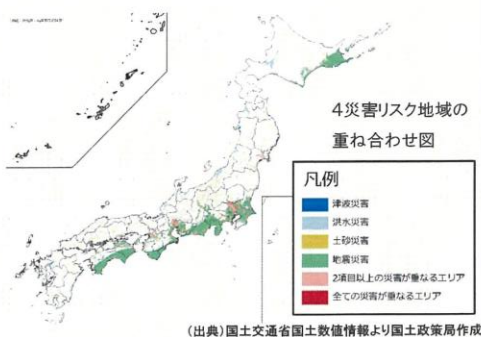 4災害リスク地域の
重ね合わせ図
凡例
津波災害
洪水災害
土砂災害
地震災害
2項目以上の災害が重なるエリア
全ての災害が重なるエリア
(出典)国土交通省国土数値情報より国土政策局作成